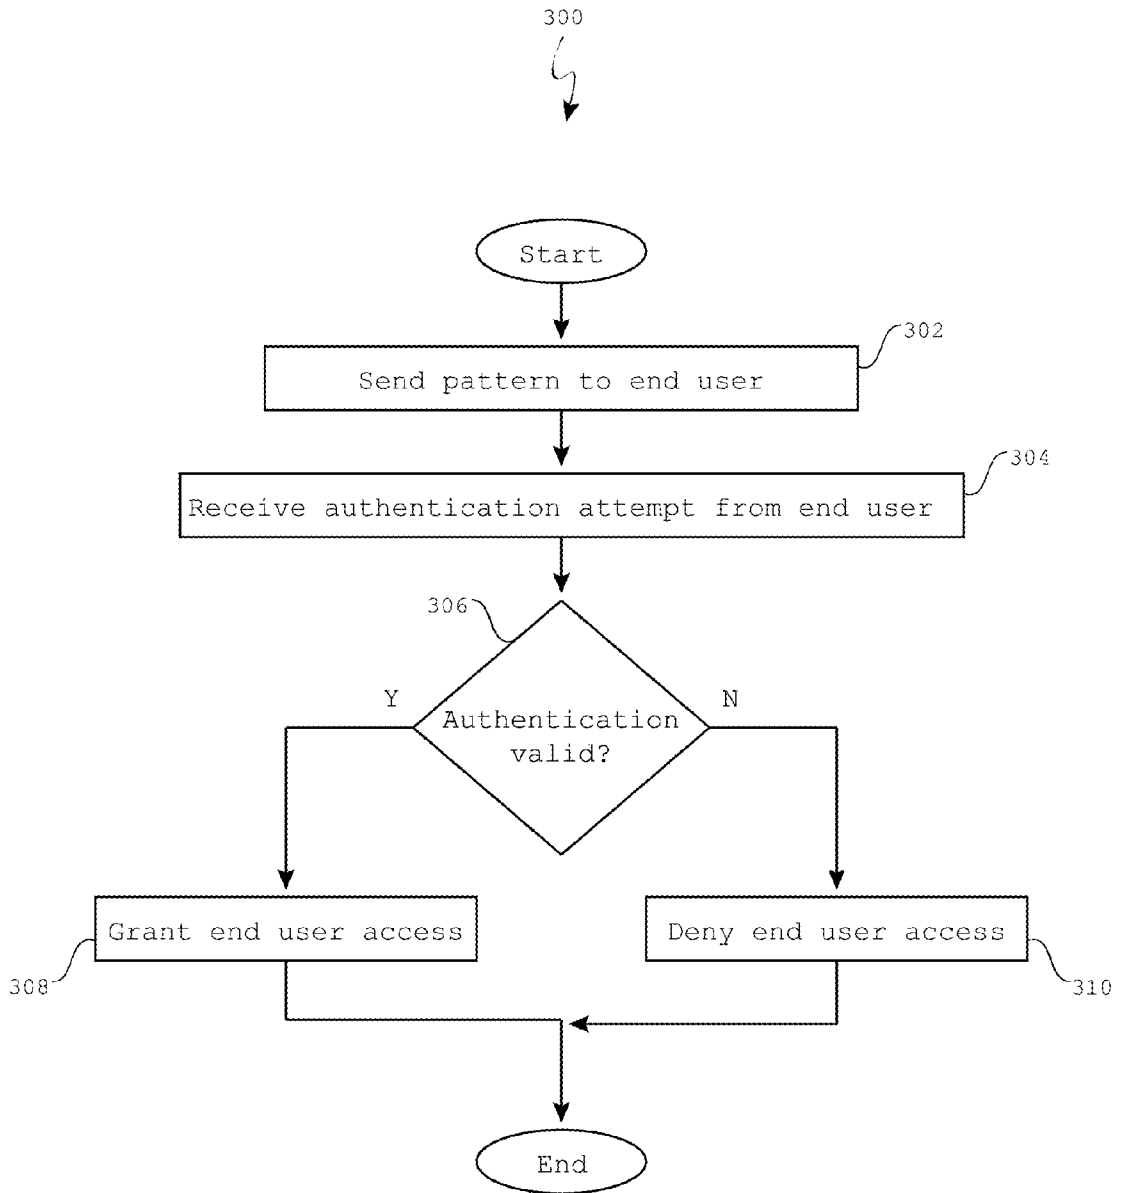 300
Start
302
Send pattern to end user
304
Receive authentication attempt from end user
306
Y
N
Authentication
valid?
Grant end user access
Deny end user access
308
310
End